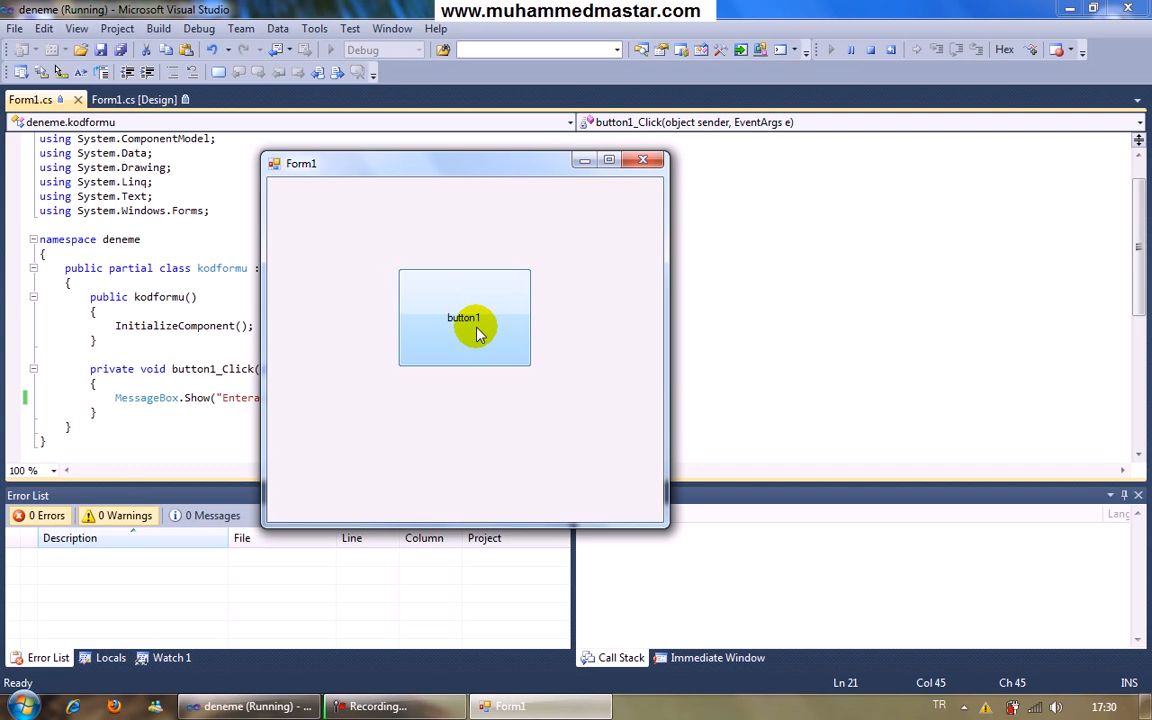 deneme (Running) - Microsoft Visual Studio
www.muhammedmastar.com
File Edit View Project Build Debug Team Data Tools Test Window Help
Debug
Hex
Form1.cs Form1.cs [Design]
deneme.kodformu
button1_Click(object sender, EventArgs e)
using System.ComponentModel;
using System.Data;
using System.Drawing;
using System.Linq;
using System.Text;
using System.Windows.Forms;
namespace deneme
{
public partial class kodformu :
{
public kodformu()
{
InitializeComponent();
}
private void button1_Click(
{
MessageBox.Show("Entera
}
}
}
Form1
button1
100 %
Error List
0 Errors 0 Warnings 0 Messages
Lang
Description File Line Column Project
Error List Locals Watch 1
Call Stack Immediate Window
Ready Ln 21 Col 45 Ch 45 INS
deneme (Running) - ... Recording... Form1 TR 17:30